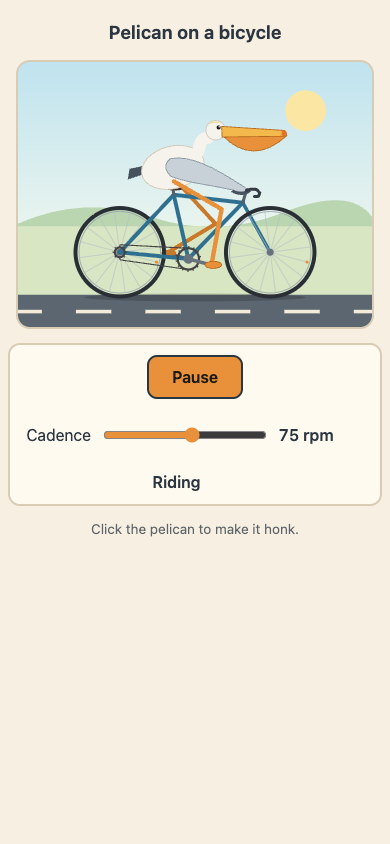 Pelican on a bicycle
Pause
Cadence 75 rpm
Riding
Click the pelican to make it honk.